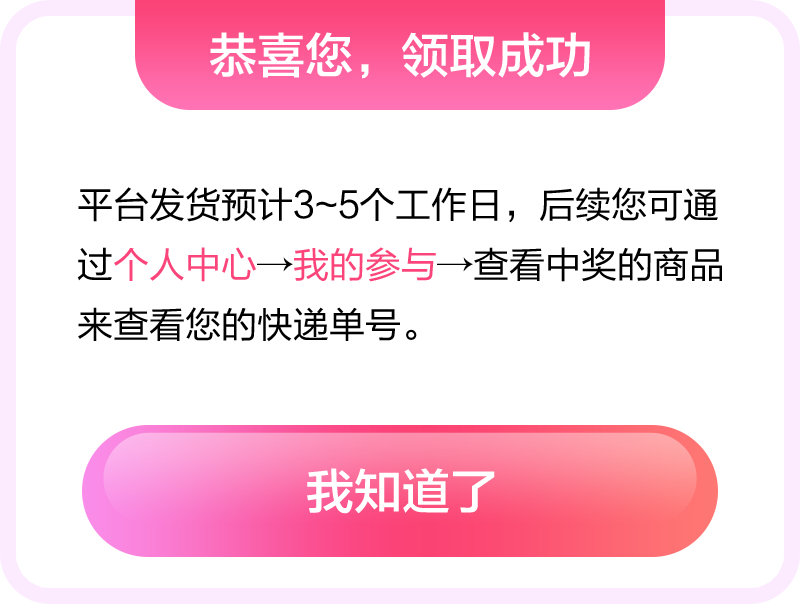 恭喜您，领取成功
平台发货预计3~5个工作日，后续您可通
过个人中心→我的参与→查看中奖的商品
来查看您的快递单号。
我知道了